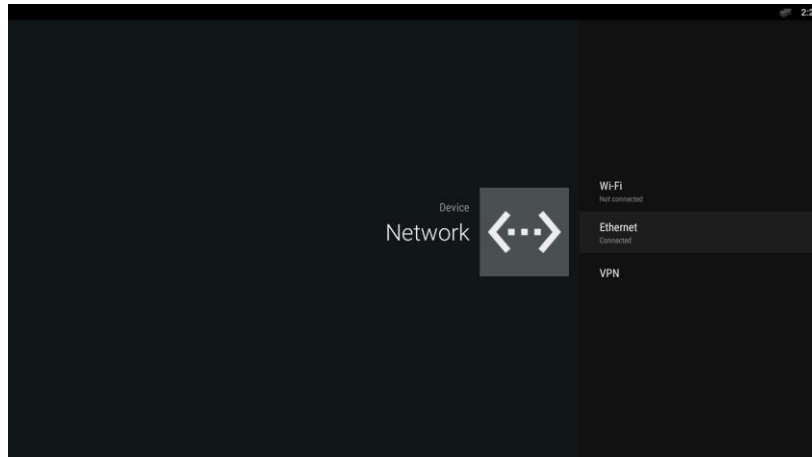 Device
Network
Wi-Fi
Not connected
Ethernet
Connected
VPN